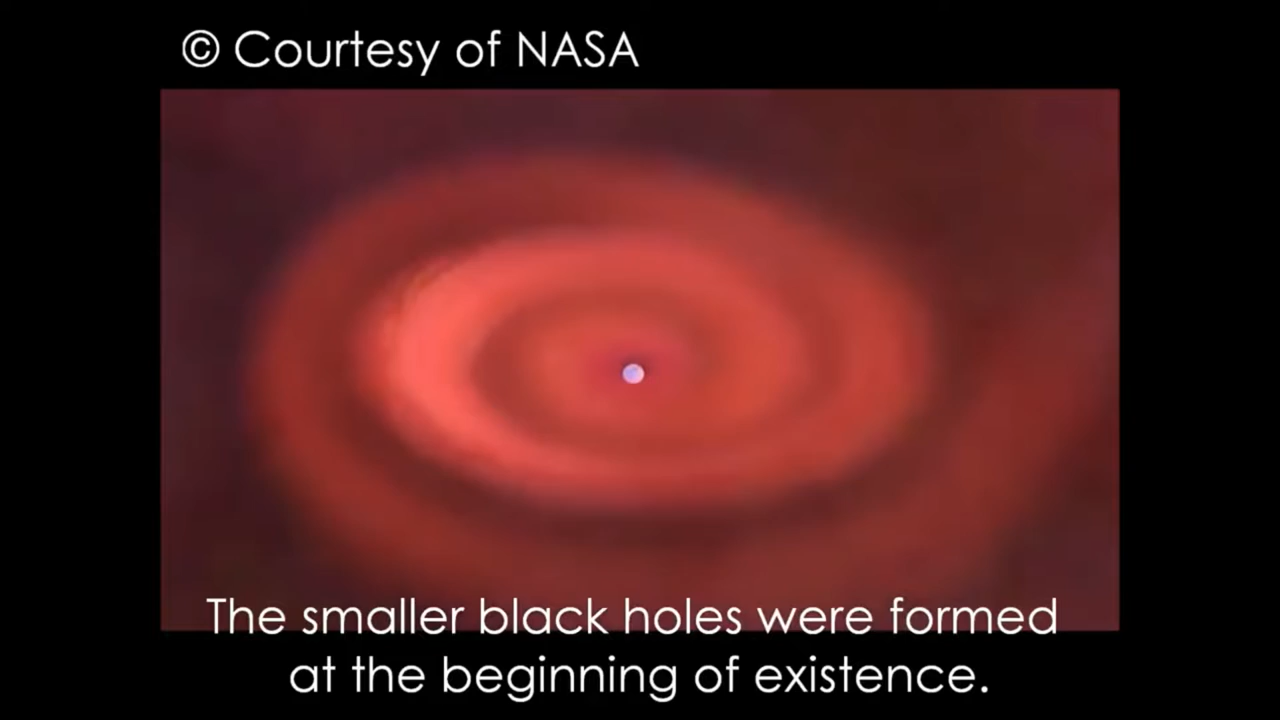 © Courtesy of NASA
The smaller black holes were formed
at the beginning of existence.